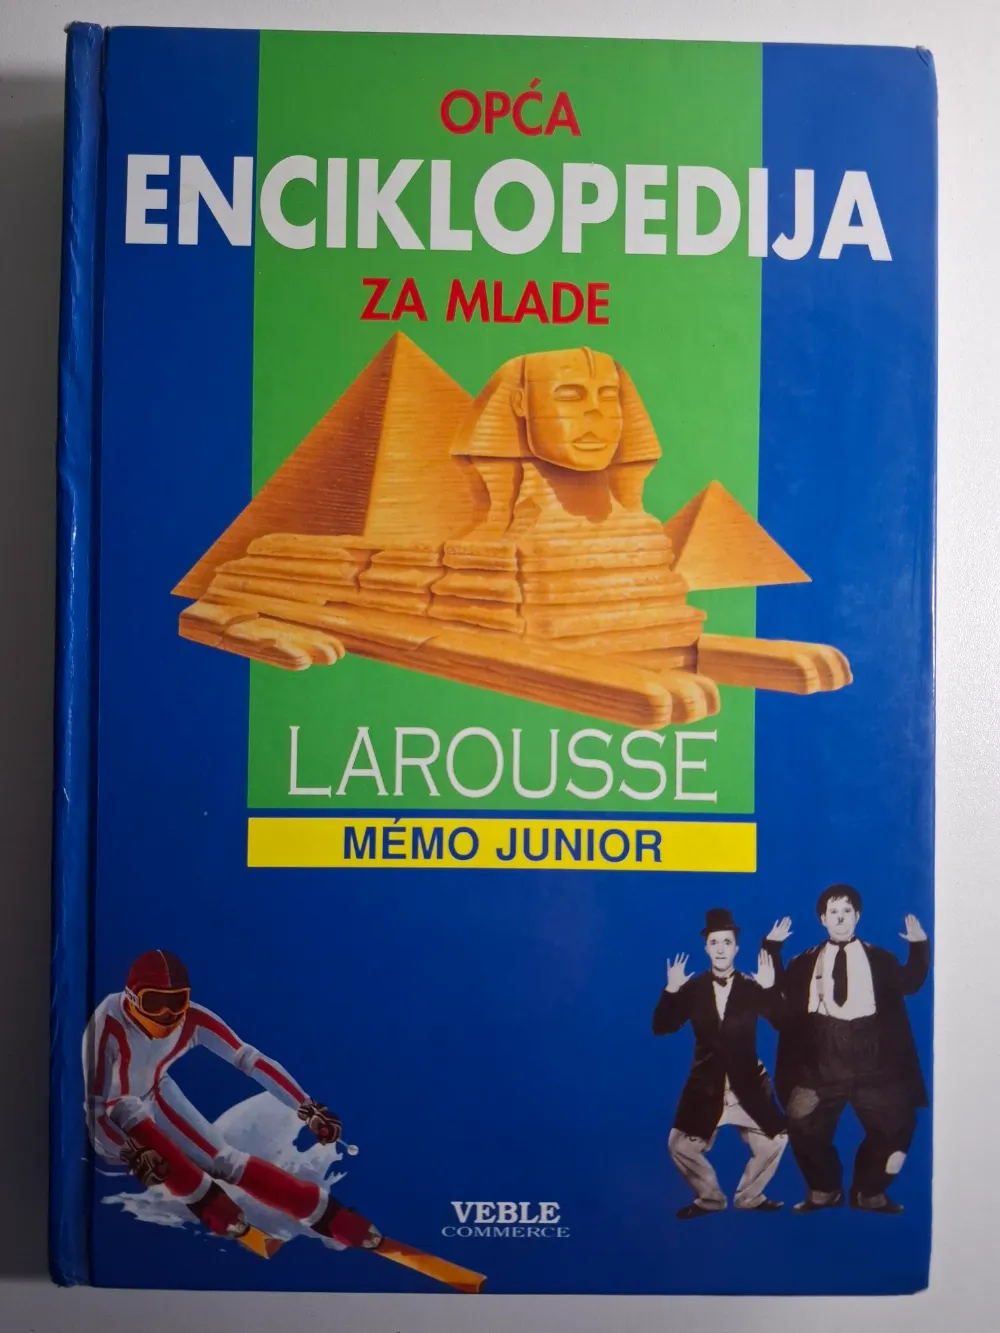 OPĆA
ENCIKLOPEDIJA
ZA MLADE
LAROUSSE
MÉMO JUNIOR
VEBLE
COMMERCE